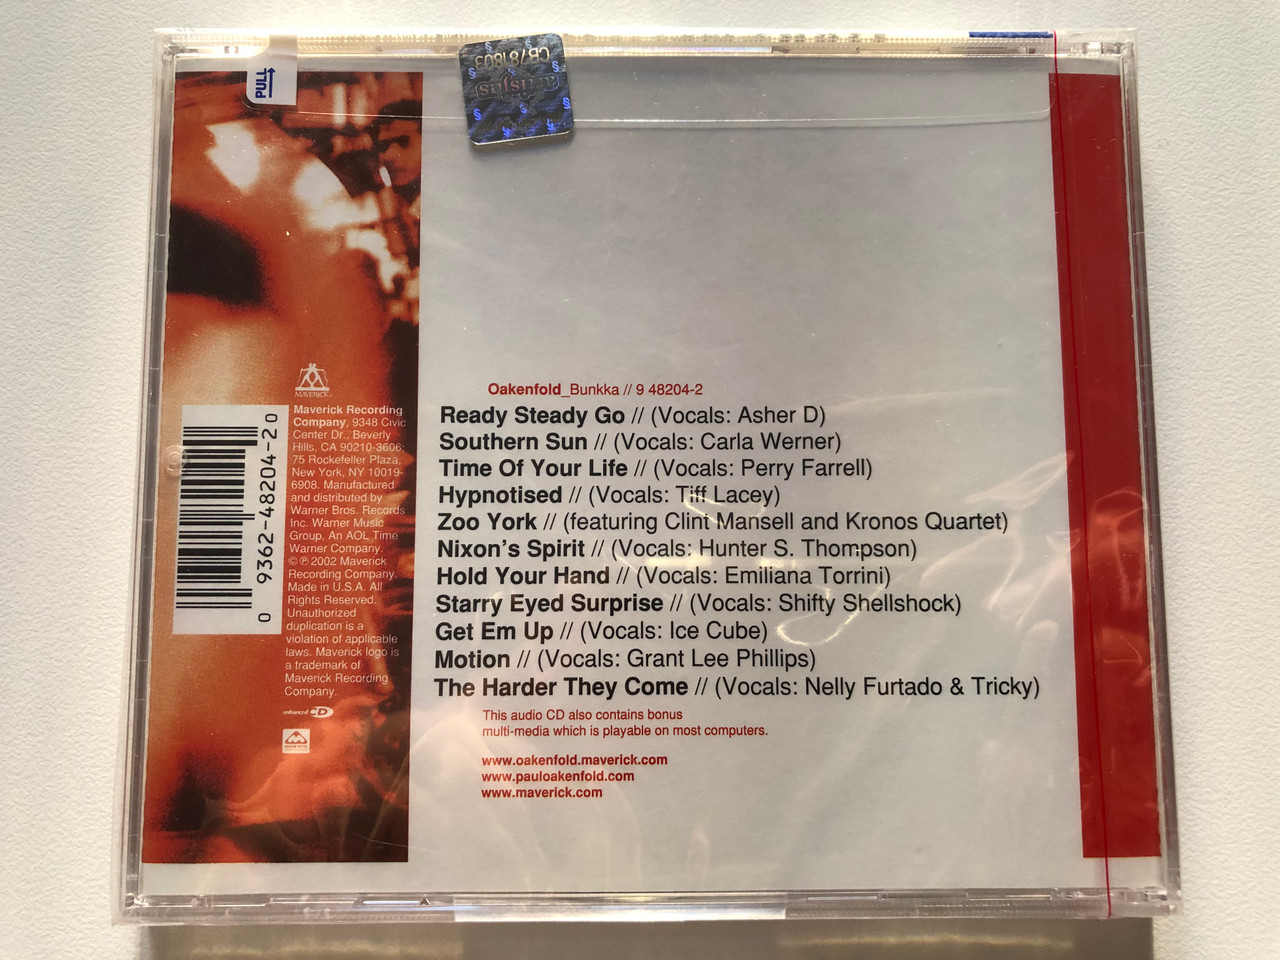 PULL
CB781803
Oakenfold_Bunkka // 9 48204-2
Ready Steady Go // (Vocals: Asher D)
Southern Sun // (Vocals: Carla Werner)
Time Of Your Life // (Vocals: Perry Farrell)
Hypnotised // (Vocals: Tiff Lacey)
Zoo York // (featuring Clint Mansell and Kronos Quartet)
Nixon's Spirit // (Vocals: Hunter S. Thompson)
Hold Your Hand // (Vocals: Emiliana Torrini)
Starry Eyed Surprise // (Vocals: Shifty Shellshock)
Get Em Up // (Vocals: Ice Cube)
Motion // (Vocals: Grant Lee Phillips)
The Harder They Come // (Vocals: Nelly Furtado & Tricky)
This audio CD also contains bonus
multi-media which is playable on most computers.
www.oakenfold.maverick.com
www.pauloakenfold.com
www.maverick.com
MAVERICK
Maverick Recording
Company, 9348 Civic
Center Dr., Beverly
Hills, CA 90210-3606;
75 Rockefeller Plaza,
New York, NY 10019-
6908. Manufactured
and distributed by
Warner Bros. Records
Inc. Warner Music
Group, An AOL Time
Warner Company.
©℗ 2002 Maverick
Recording Company.
Made in U.S.A. All
Rights Reserved.
Unauthorized
duplication is a
violation of applicable
laws. Maverick logo is
a trademark of
Maverick Recording
Company.
enhanced CD
0 9362-48204-2 0